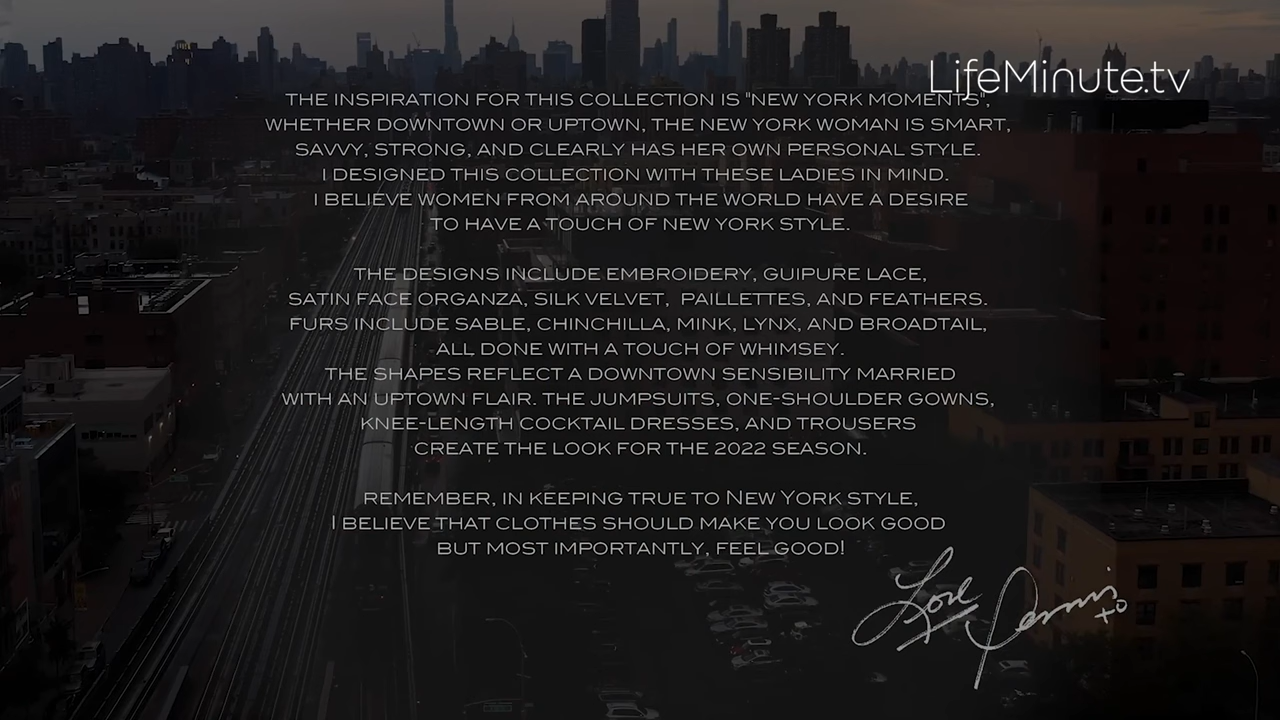 LifeMinute.tv
THE INSPIRATION FOR THIS COLLECTION IS "NEW YORK MOMENTS",
WHETHER DOWNTOWN OR UPTOWN, THE NEW YORK WOMAN IS SMART,
SAVVY, STRONG, AND CLEARLY HAS HER OWN PERSONAL STYLE.
I DESIGNED THIS COLLECTION WITH THESE LADIES IN MIND.
I BELIEVE WOMEN FROM AROUND THE WORLD HAVE A DESIRE
TO HAVE A TOUCH OF NEW YORK STYLE.
THE DESIGNS INCLUDE EMBROIDERY, GUIPURE LACE,
SATIN FACE ORGANZA, SILK VELVET, PAILLETTES, AND FEATHERS.
FURS INCLUDE SABLE, CHINCHILLA, MINK, LYNX, AND BROADTAIL,
ALL DONE WITH A TOUCH OF WHIMSEY.
THE SHAPES REFLECT A DOWNTOWN SENSIBILITY MARRIED
WITH AN UPTOWN FLAIR. THE JUMPSUITS, ONE-SHOULDER GOWNS,
KNEE-LENGTH COCKTAIL DRESSES, AND TROUSERS
CREATE THE LOOK FOR THE 2022 SEASON.
REMEMBER, IN KEEPING TRUE TO NEW YORK STYLE,
I BELIEVE THAT CLOTHES SHOULD MAKE YOU LOOK GOOD
BUT MOST IMPORTANTLY, FEEL GOOD!
Love
xo